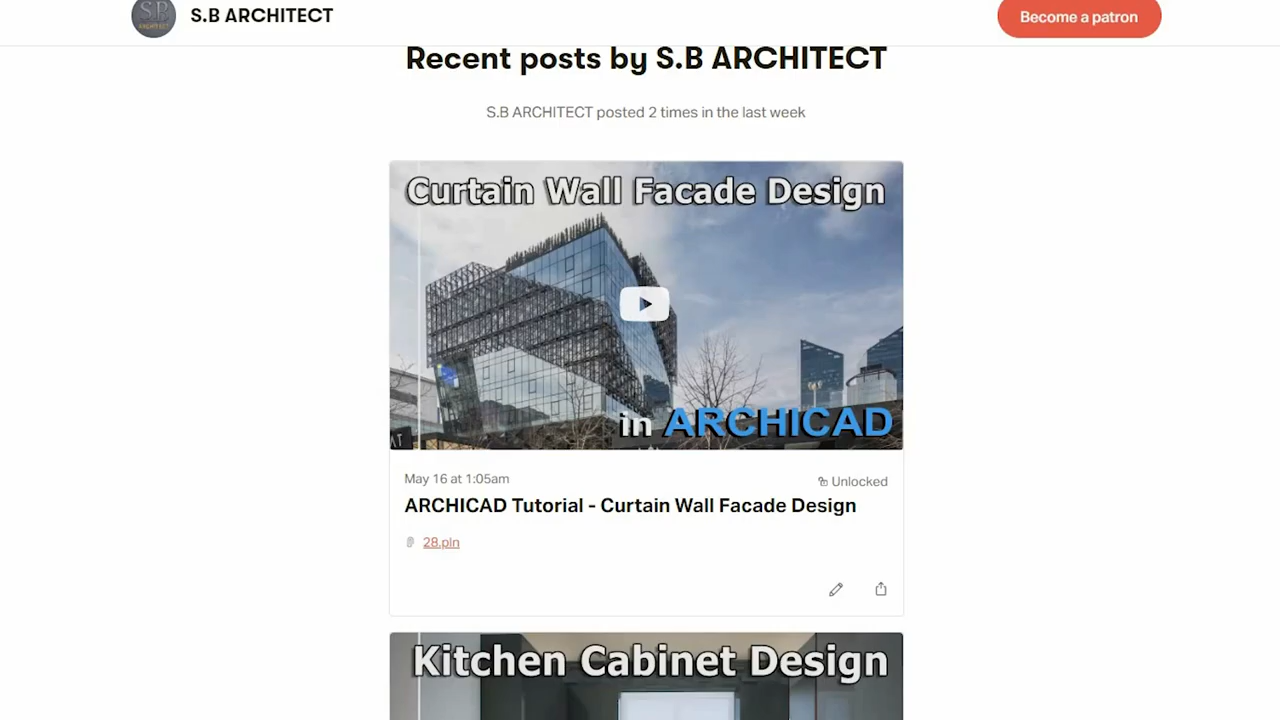 S.B
ARCHITECT
S.B ARCHITECT
Become a patron
Recent posts by S.B ARCHITECT
S.B ARCHITECT posted 2 times in the last week
Curtain Wall Facade Design
in ARCHICAD
May 16 at 1:05am
Unlocked
ARCHICAD Tutorial - Curtain Wall Facade Design
28.pln
Kitchen Cabinet Design